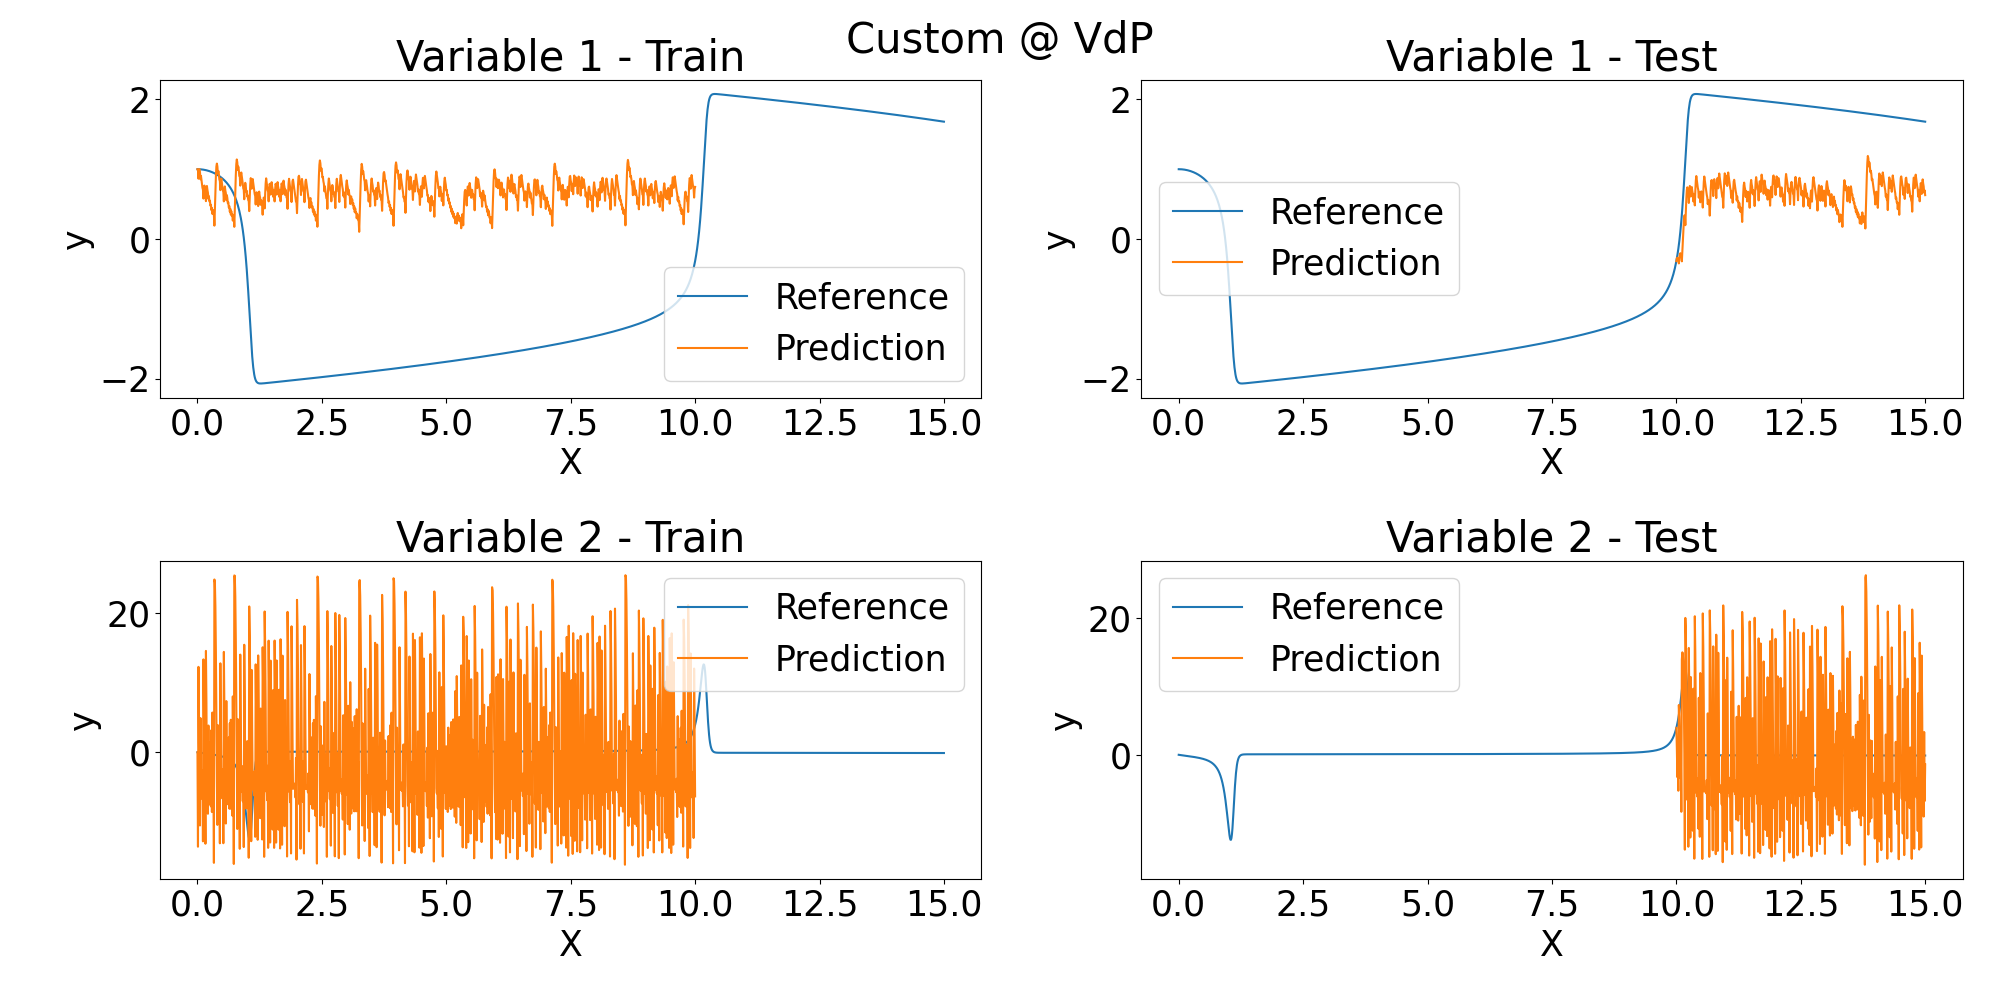 Custom @ VdP
Variable 1 - Train
2
0
−2
y
0.0 2.5 5.0 7.5 10.0 12.5 15.0
X
Reference
Prediction
Variable 1 - Test
2
0
−2
y
0.0 2.5 5.0 7.5 10.0 12.5 15.0
X
Reference
Prediction
Variable 2 - Train
20
0
y
0.0 2.5 5.0 7.5 10.0 12.5 15.0
X
Reference
Prediction
Variable 2 - Test
20
0
y
0.0 2.5 5.0 7.5 10.0 12.5 15.0
X
Reference
Prediction